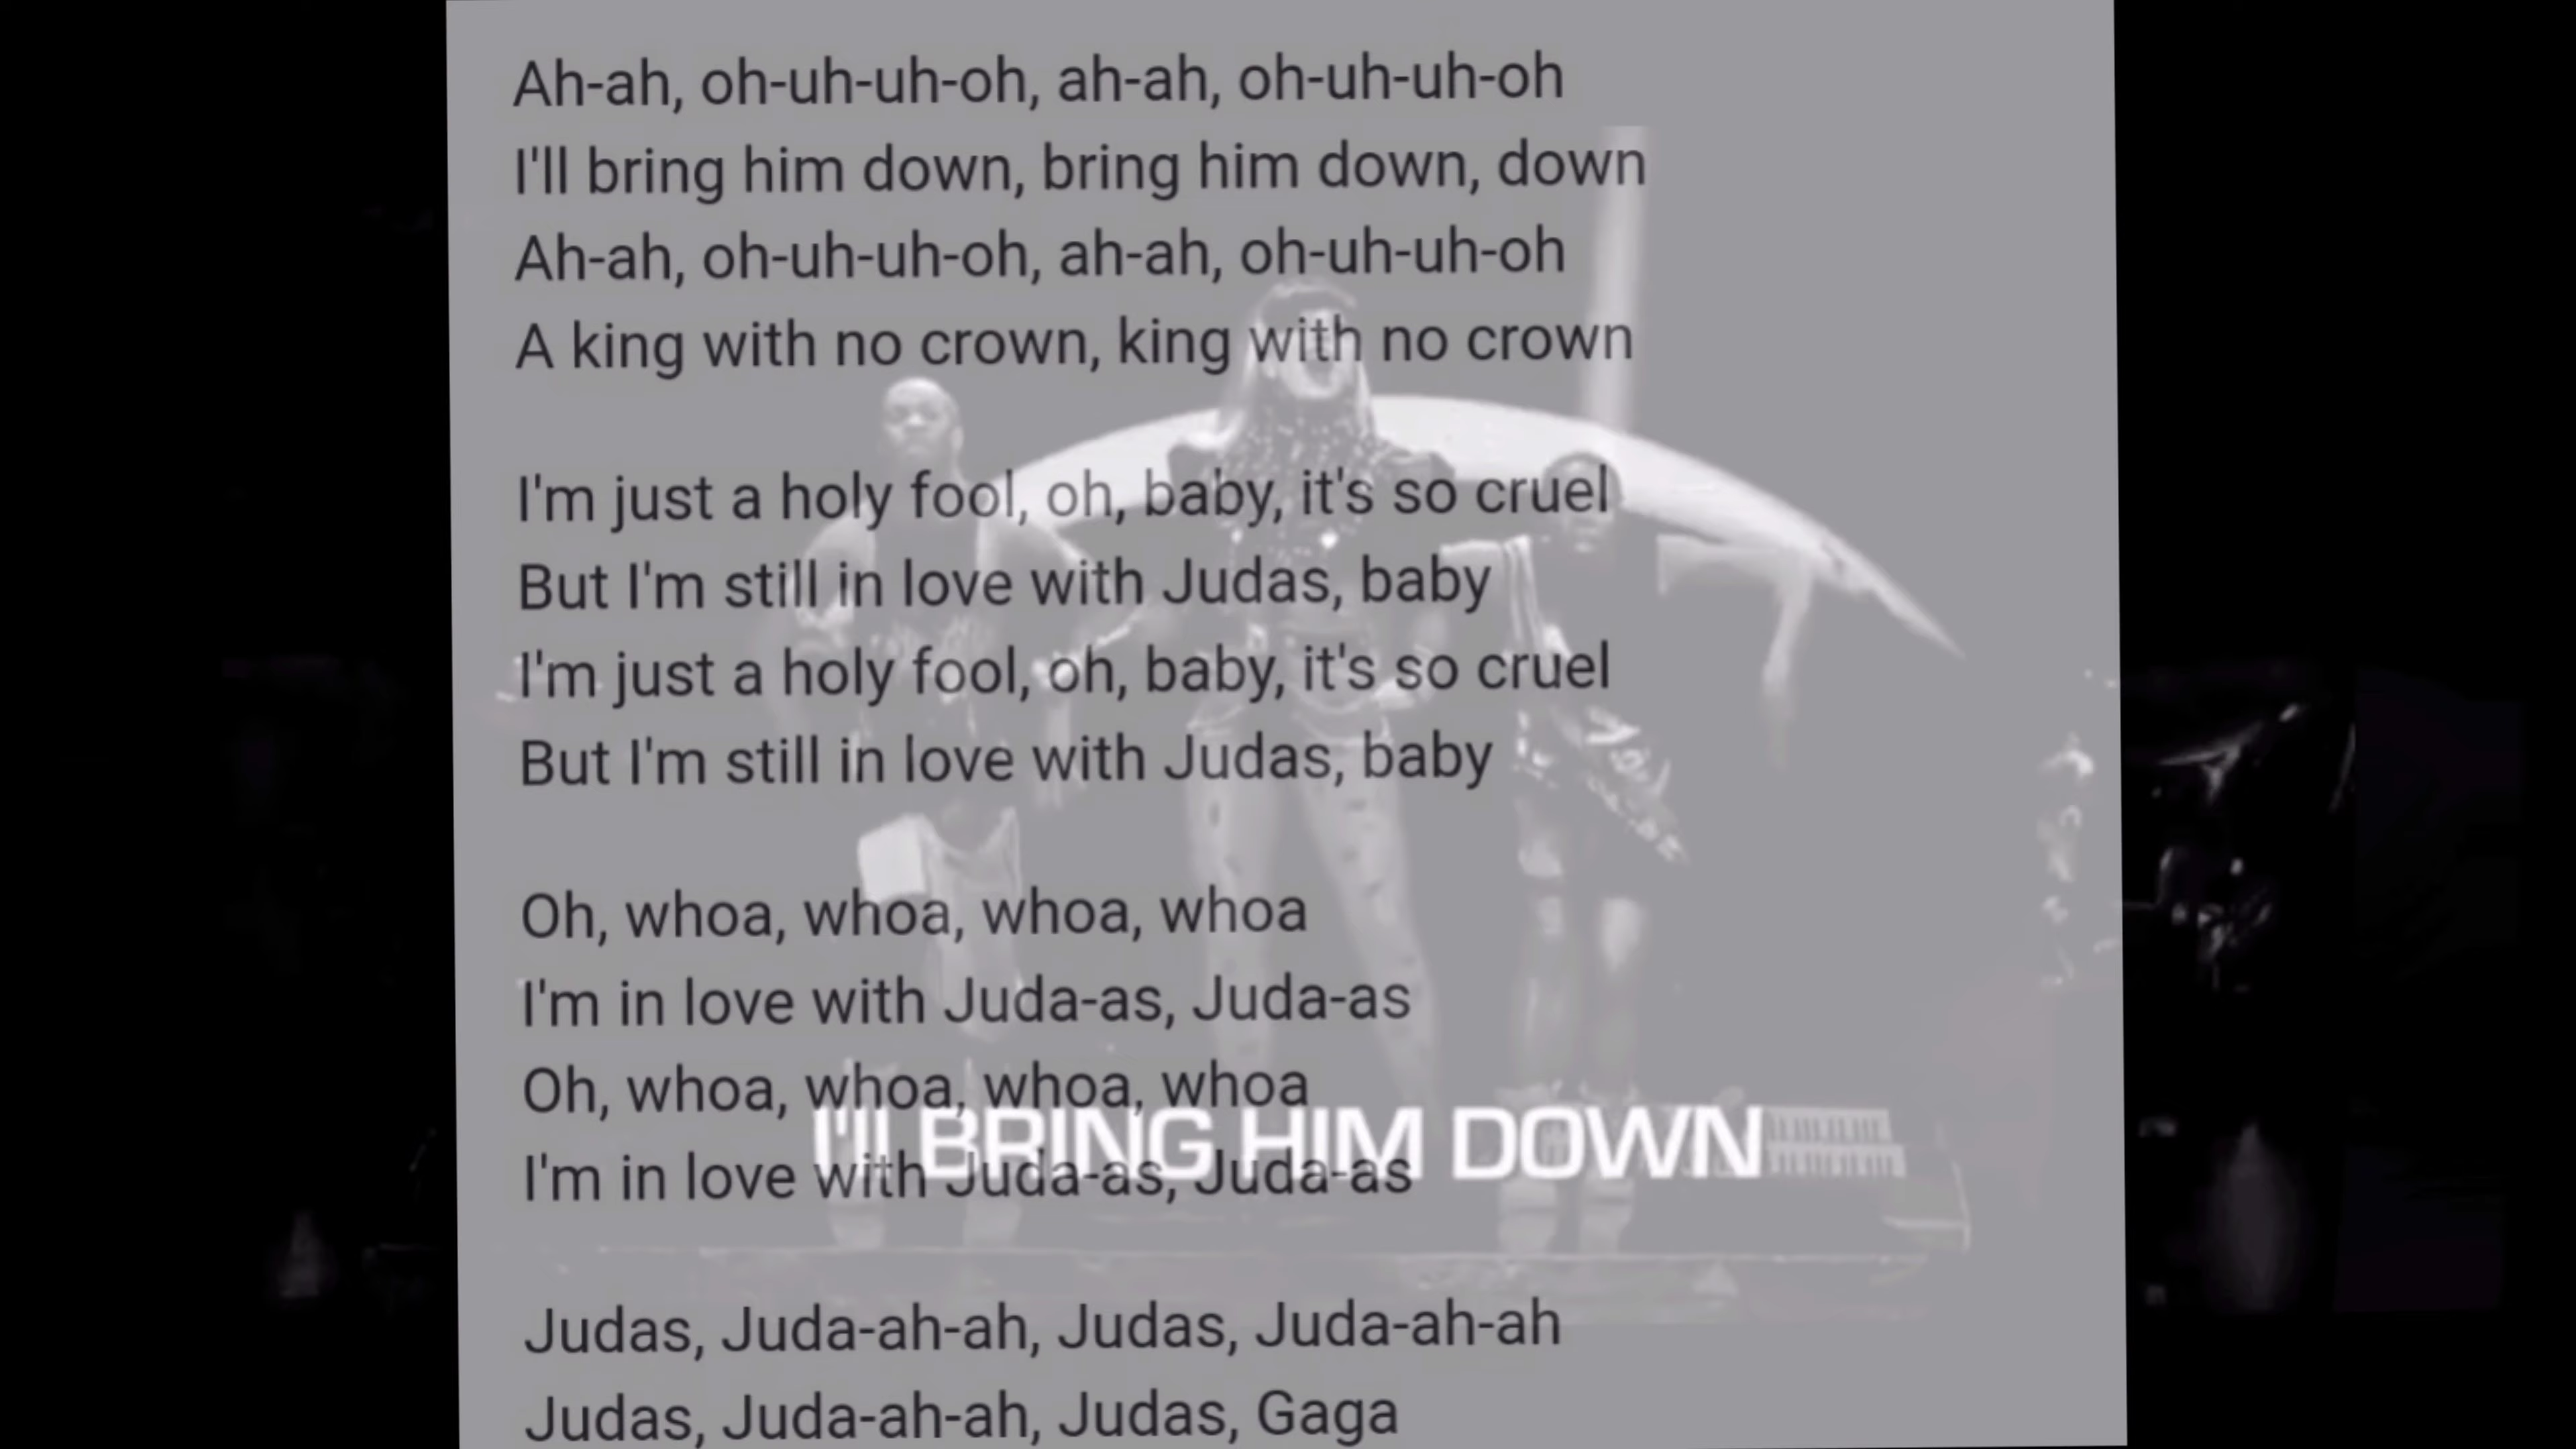 Ah-ah, oh-uh-uh-oh, ah-ah, oh-uh-uh-oh
I'll bring him down, bring him down, down
Ah-ah, oh-uh-uh-oh, ah-ah, oh-uh-uh-oh
A king with no crown, king with no crown
I'm just a holy fool, oh, baby, it's so cruel
But I'm still in love with Judas, baby
I'm just a holy fool, oh, baby, it's so cruel
But I'm still in love with Judas, baby
Oh, whoa, whoa, whoa, whoa
I'm in love with Juda-as, Juda-as
Oh, whoa, whoa, whoa, whoa
I'll BRING HIM DOWN
I'm in love with Juda-as, Juda-as
Judas, Juda-ah-ah, Judas, Juda-ah-ah
Judas, Juda-ah-ah, Judas, Gaga